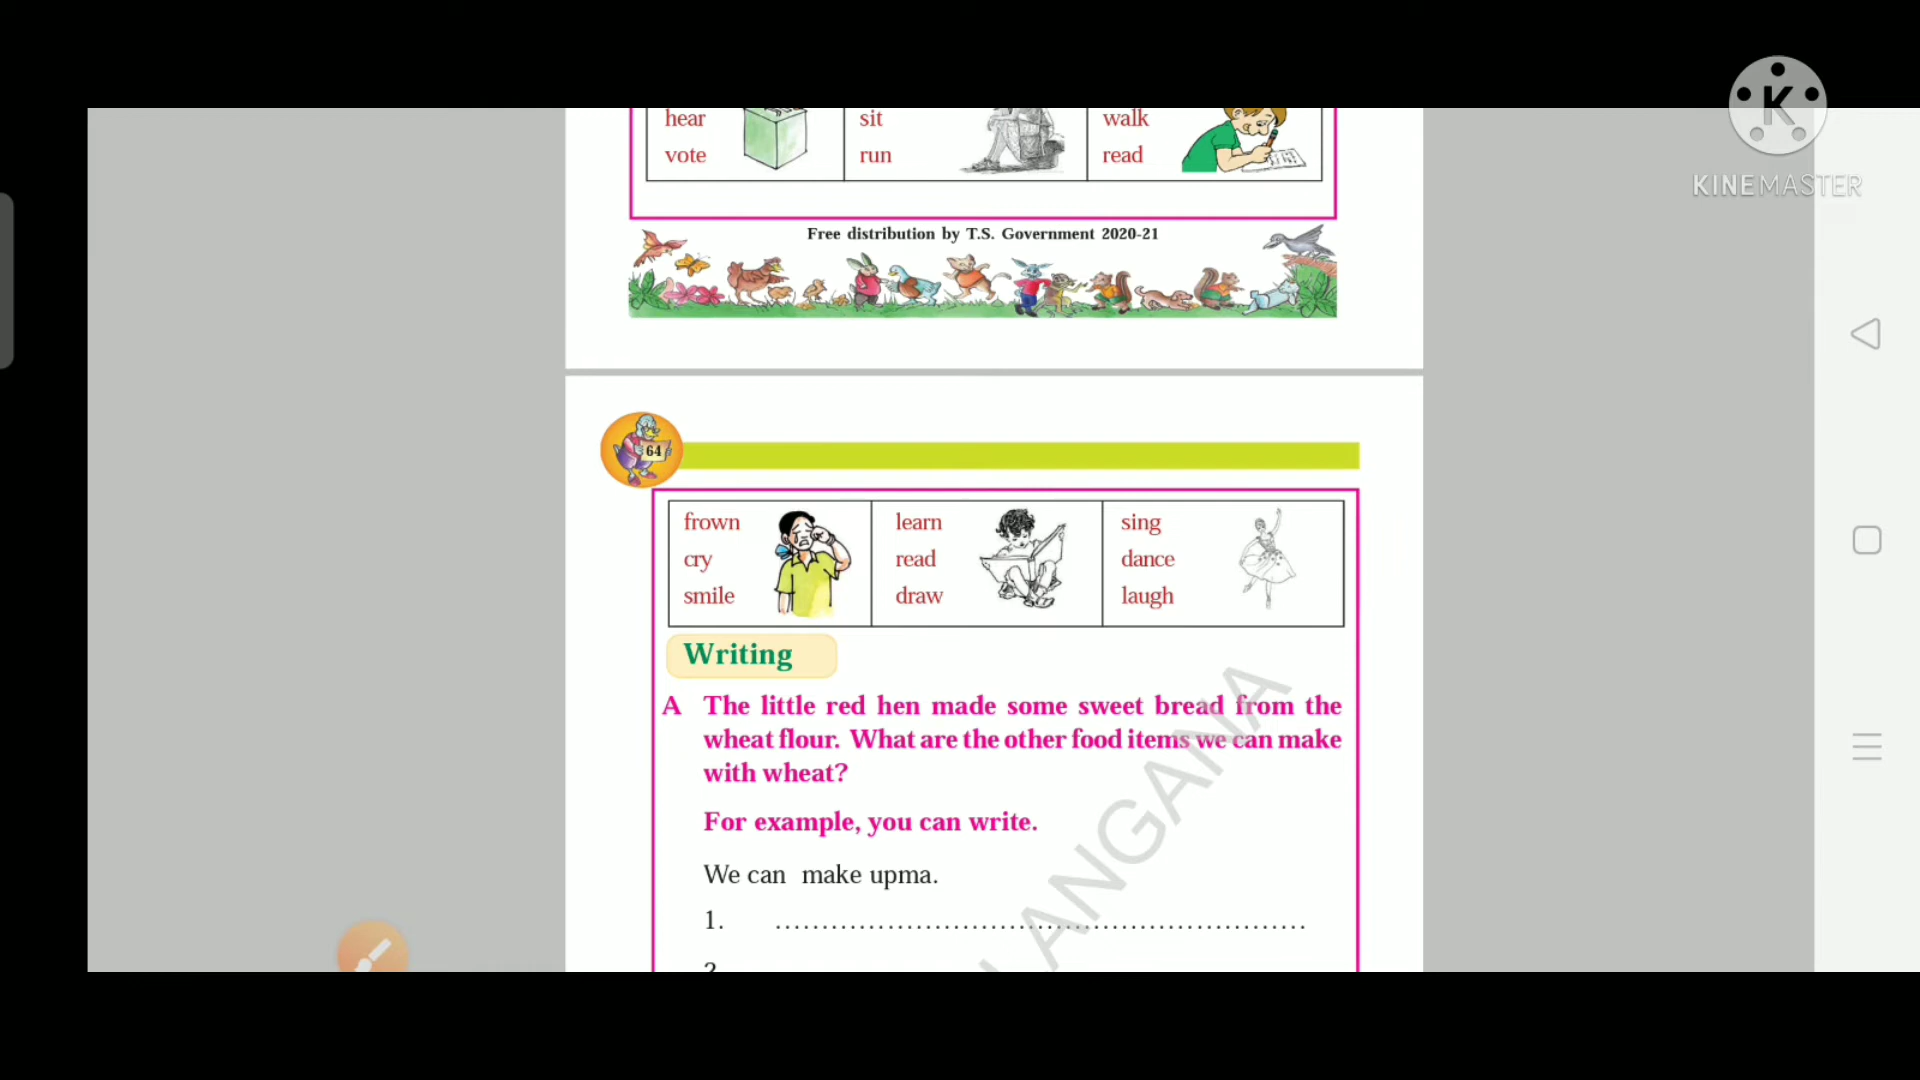 hear
vote
sit
run
walk
read
KINEMASTER
Free distribution by T.S. Government 2020-21
64
frown
cry
smile
learn
read
draw
sing
dance
laugh
Writing
A The little red hen made some sweet bread from the
wheat flour. What are the other food items we can make
with wheat?
For example, you can write.
We can make upma.
1. ..........................................................
LANGANA